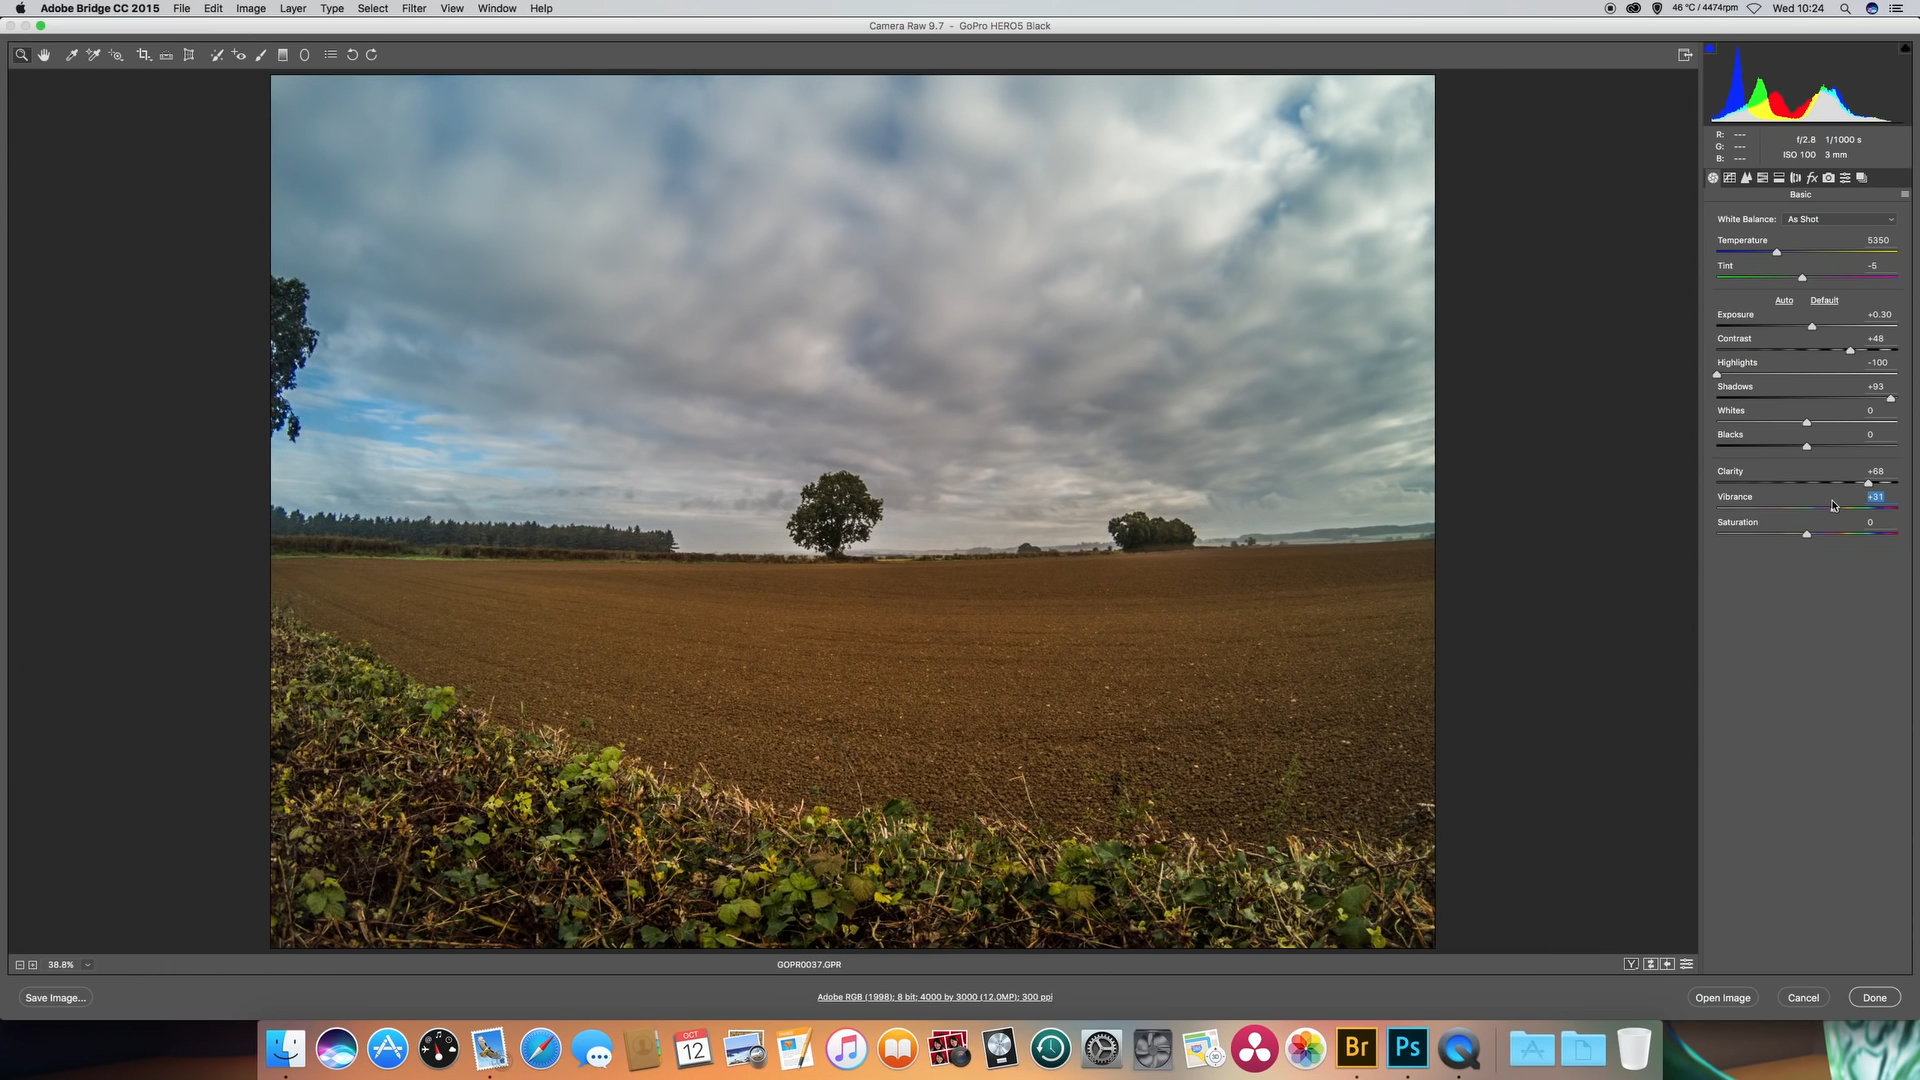 Adobe Bridge CC 2015 File Edit Image Layer Type Select Filter View Window Help 46 °C / 4474rpm Wed 10:24
Camera Raw 9.7 - GoPro HERO5 Black
R: ---
G: ---
B: ---
f/2.8 1/1000 s
ISO 100 3 mm
fx
Basic
White Balance: As Shot
Temperature 5350
Tint -5
Auto Default
Exposure +0.30
Contrast +48
Highlights -100
Shadows +93
Whites 0
Blacks 0
Clarity +68
Vibrance +31
Saturation 0
38.8% GOPR0037.GPR Y
Save Image... Adobe RGB (1998); 8 bit; 4000 by 3000 (12.0MP); 300 ppi Open Image Cancel Done
OCT
12
3D
Br
Ps